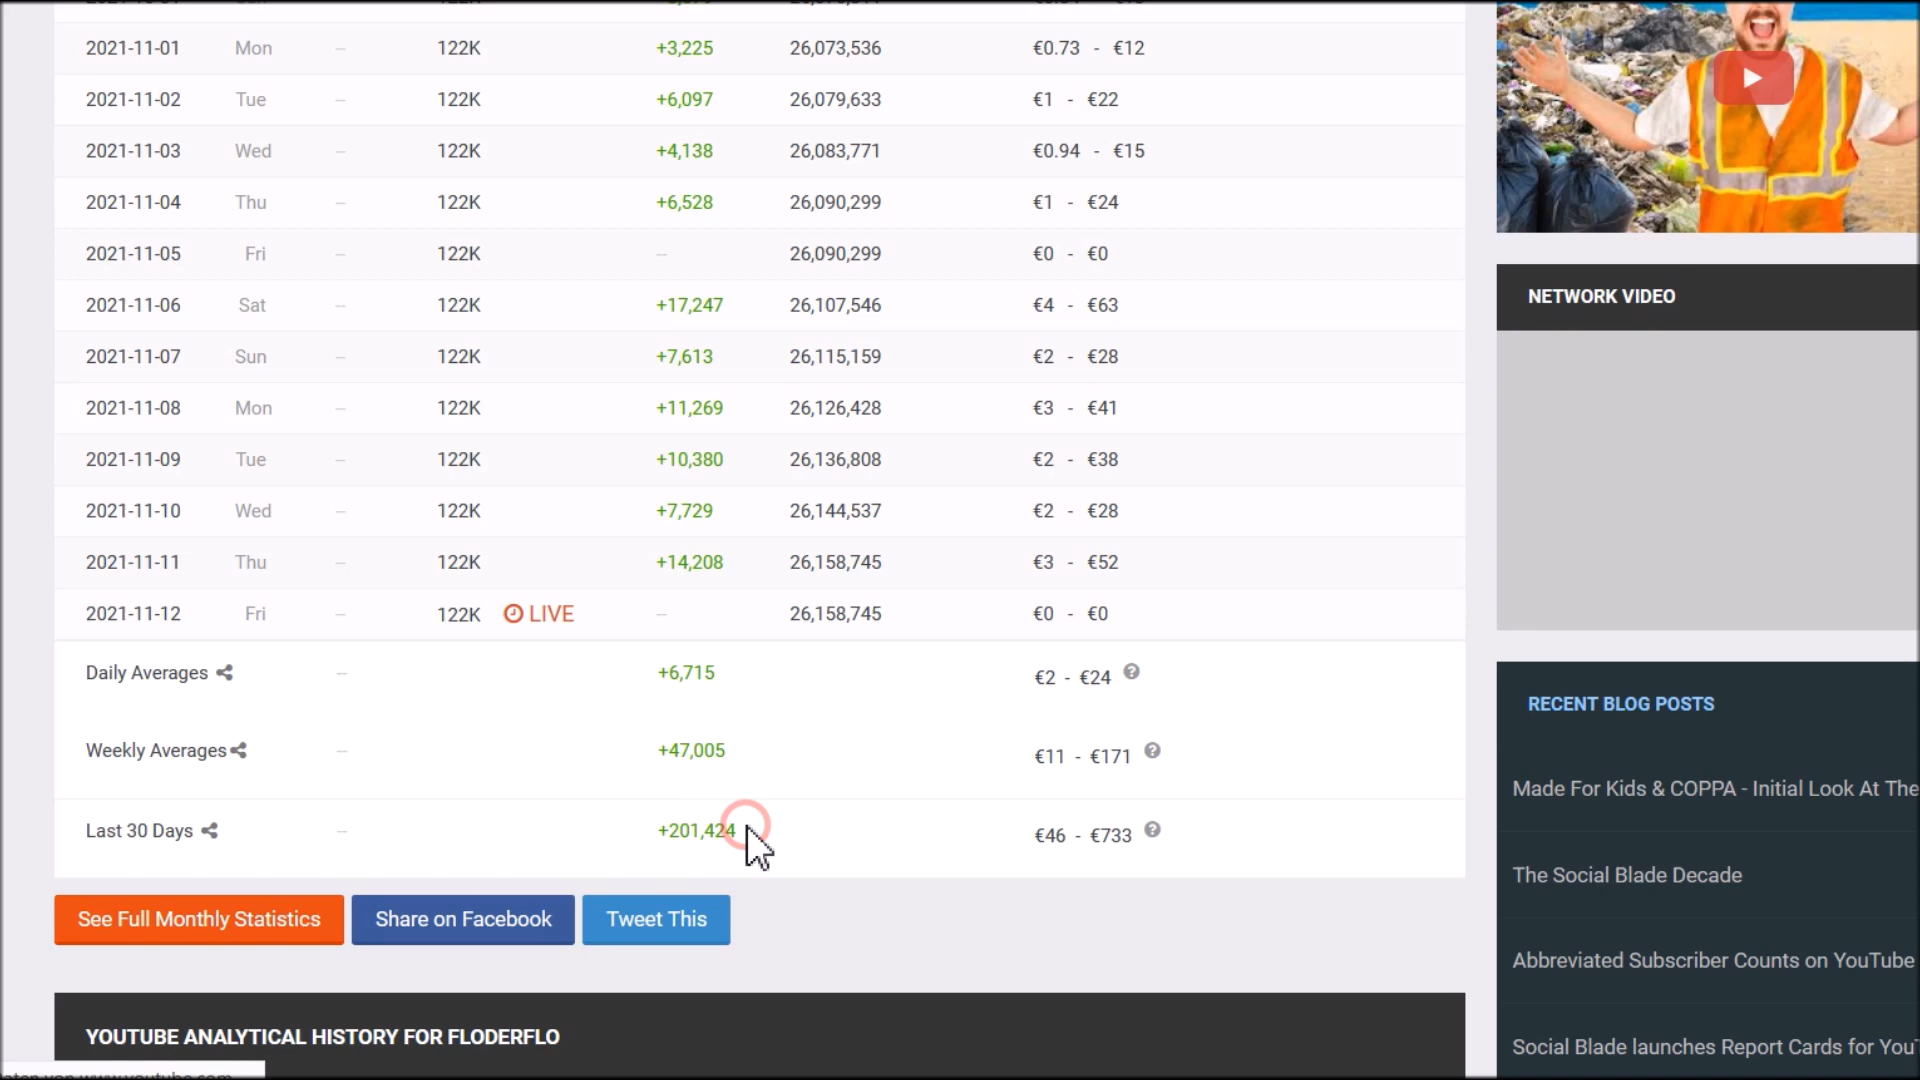 2021-11-01 Mon -- 122K +3,225 26,073,536 €0.73 - €12
2021-11-02 Tue -- 122K +6,097 26,079,633 €1 - €22
2021-11-03 Wed -- 122K +4,138 26,083,771 €0.94 - €15
2021-11-04 Thu -- 122K +6,528 26,090,299 €1 - €24
2021-11-05 Fri -- 122K -- 26,090,299 €0 - €0
2021-11-06 Sat -- 122K +17,247 26,107,546 €4 - €63
2021-11-07 Sun -- 122K +7,613 26,115,159 €2 - €28
2021-11-08 Mon -- 122K +11,269 26,126,428 €3 - €41
2021-11-09 Tue -- 122K +10,380 26,136,808 €2 - €38
2021-11-10 Wed -- 122K +7,729 26,144,537 €2 - €28
2021-11-11 Thu -- 122K +14,208 26,158,745 €3 - €52
2021-11-12 Fri -- 122K LIVE -- 26,158,745 €0 - €0
Daily Averages -- +6,715 €2 - €24
Weekly Averages -- +47,005 €11 - €171
Last 30 Days -- +201,424 €46 - €733
See Full Monthly Statistics
Share on Facebook
Tweet This
YOUTUBE ANALYTICAL HISTORY FOR FLODERFLO
NETWORK VIDEO
RECENT BLOG POSTS
Made For Kids & COPPA - Initial Look At The
The Social Blade Decade
Abbreviated Subscriber Counts on YouTube
Social Blade launches Report Cards for You